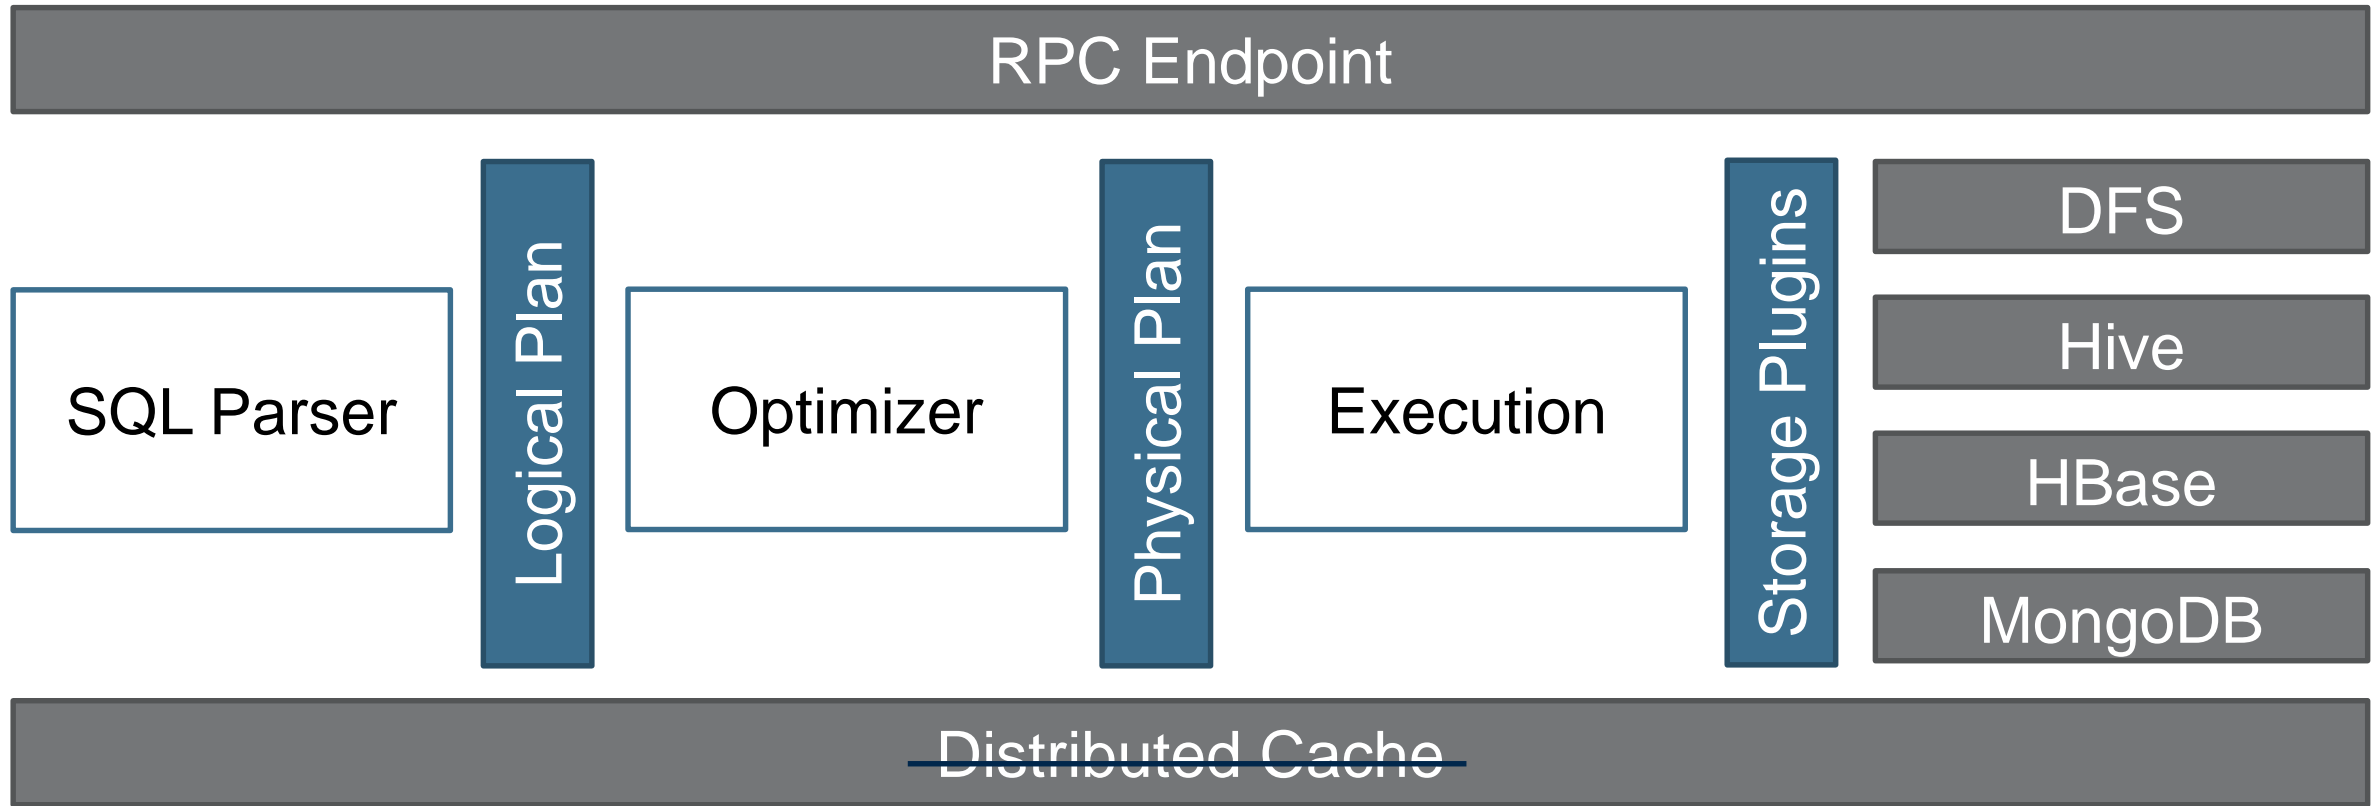 RPC Endpoint
SQL Parser
Logical Plan
Optimizer
Physical Plan
Execution
Storage Plugins
DFS
Hive
HBase
MongoDB
Distributed Cache